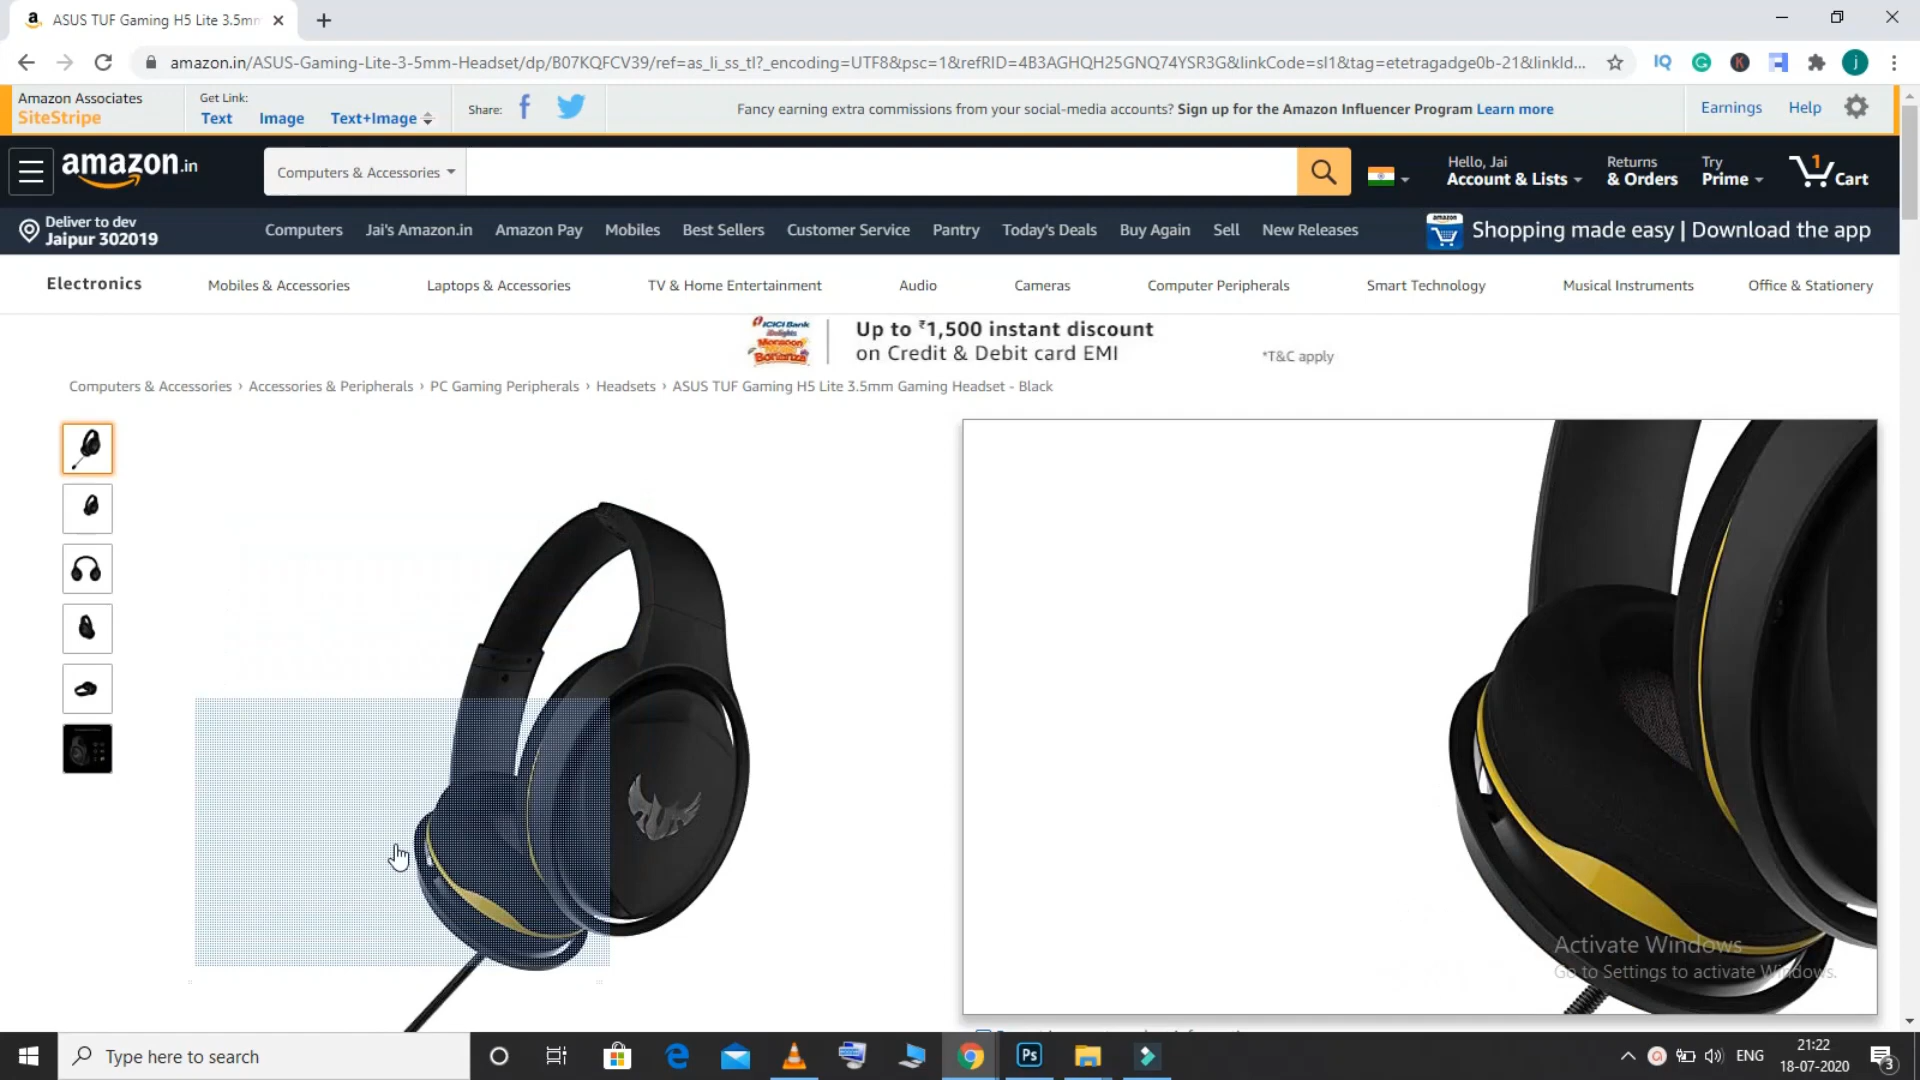 ASUS TUF Gaming H5 Lite 3.5mm
amazon.in/ASUS-Gaming-Lite-3-5mm-Headset/dp/B07KQFCV39/ref=as_li_ss_tl?_encoding=UTF8&psc=1&refRID=4B3AGHQH25GNQ74YSR3G&linkCode=sl1&tag=etetragadge0b-21&linkId...
Amazon Associates
SiteStripe
Get Link:
Text Image Text+Image
Share:
Fancy earning extra commissions from your social-media accounts? Sign up for the Amazon Influencer Program Learn more
Earnings Help
amazon.in
Computers & Accessories
Hello, Jai
Account & Lists
Returns
& Orders
Try
Prime
1
Cart
Deliver to dev
Jaipur 302019
Computers Jai's Amazon.in Amazon Pay Mobiles Best Sellers Customer Service Pantry Today's Deals Buy Again Sell New Releases
amazon
Shopping made easy | Download the app
Electronics Mobiles & Accessories Laptops & Accessories TV & Home Entertainment Audio Cameras Computer Peripherals Smart Technology Musical Instruments Office & Stationery
ICICI Bank
Monsoon
Bonanza
Up to ₹1,500 instant discount
on Credit & Debit card EMI
*T&C apply
Computers & Accessories › Accessories & Peripherals › PC Gaming Peripherals › Headsets › ASUS TUF Gaming H5 Lite 3.5mm Gaming Headset - Black
Activate Windows
Go to Settings to activate Windows.
Type here to search
Ps
ENG
21:22
18-07-2020
3